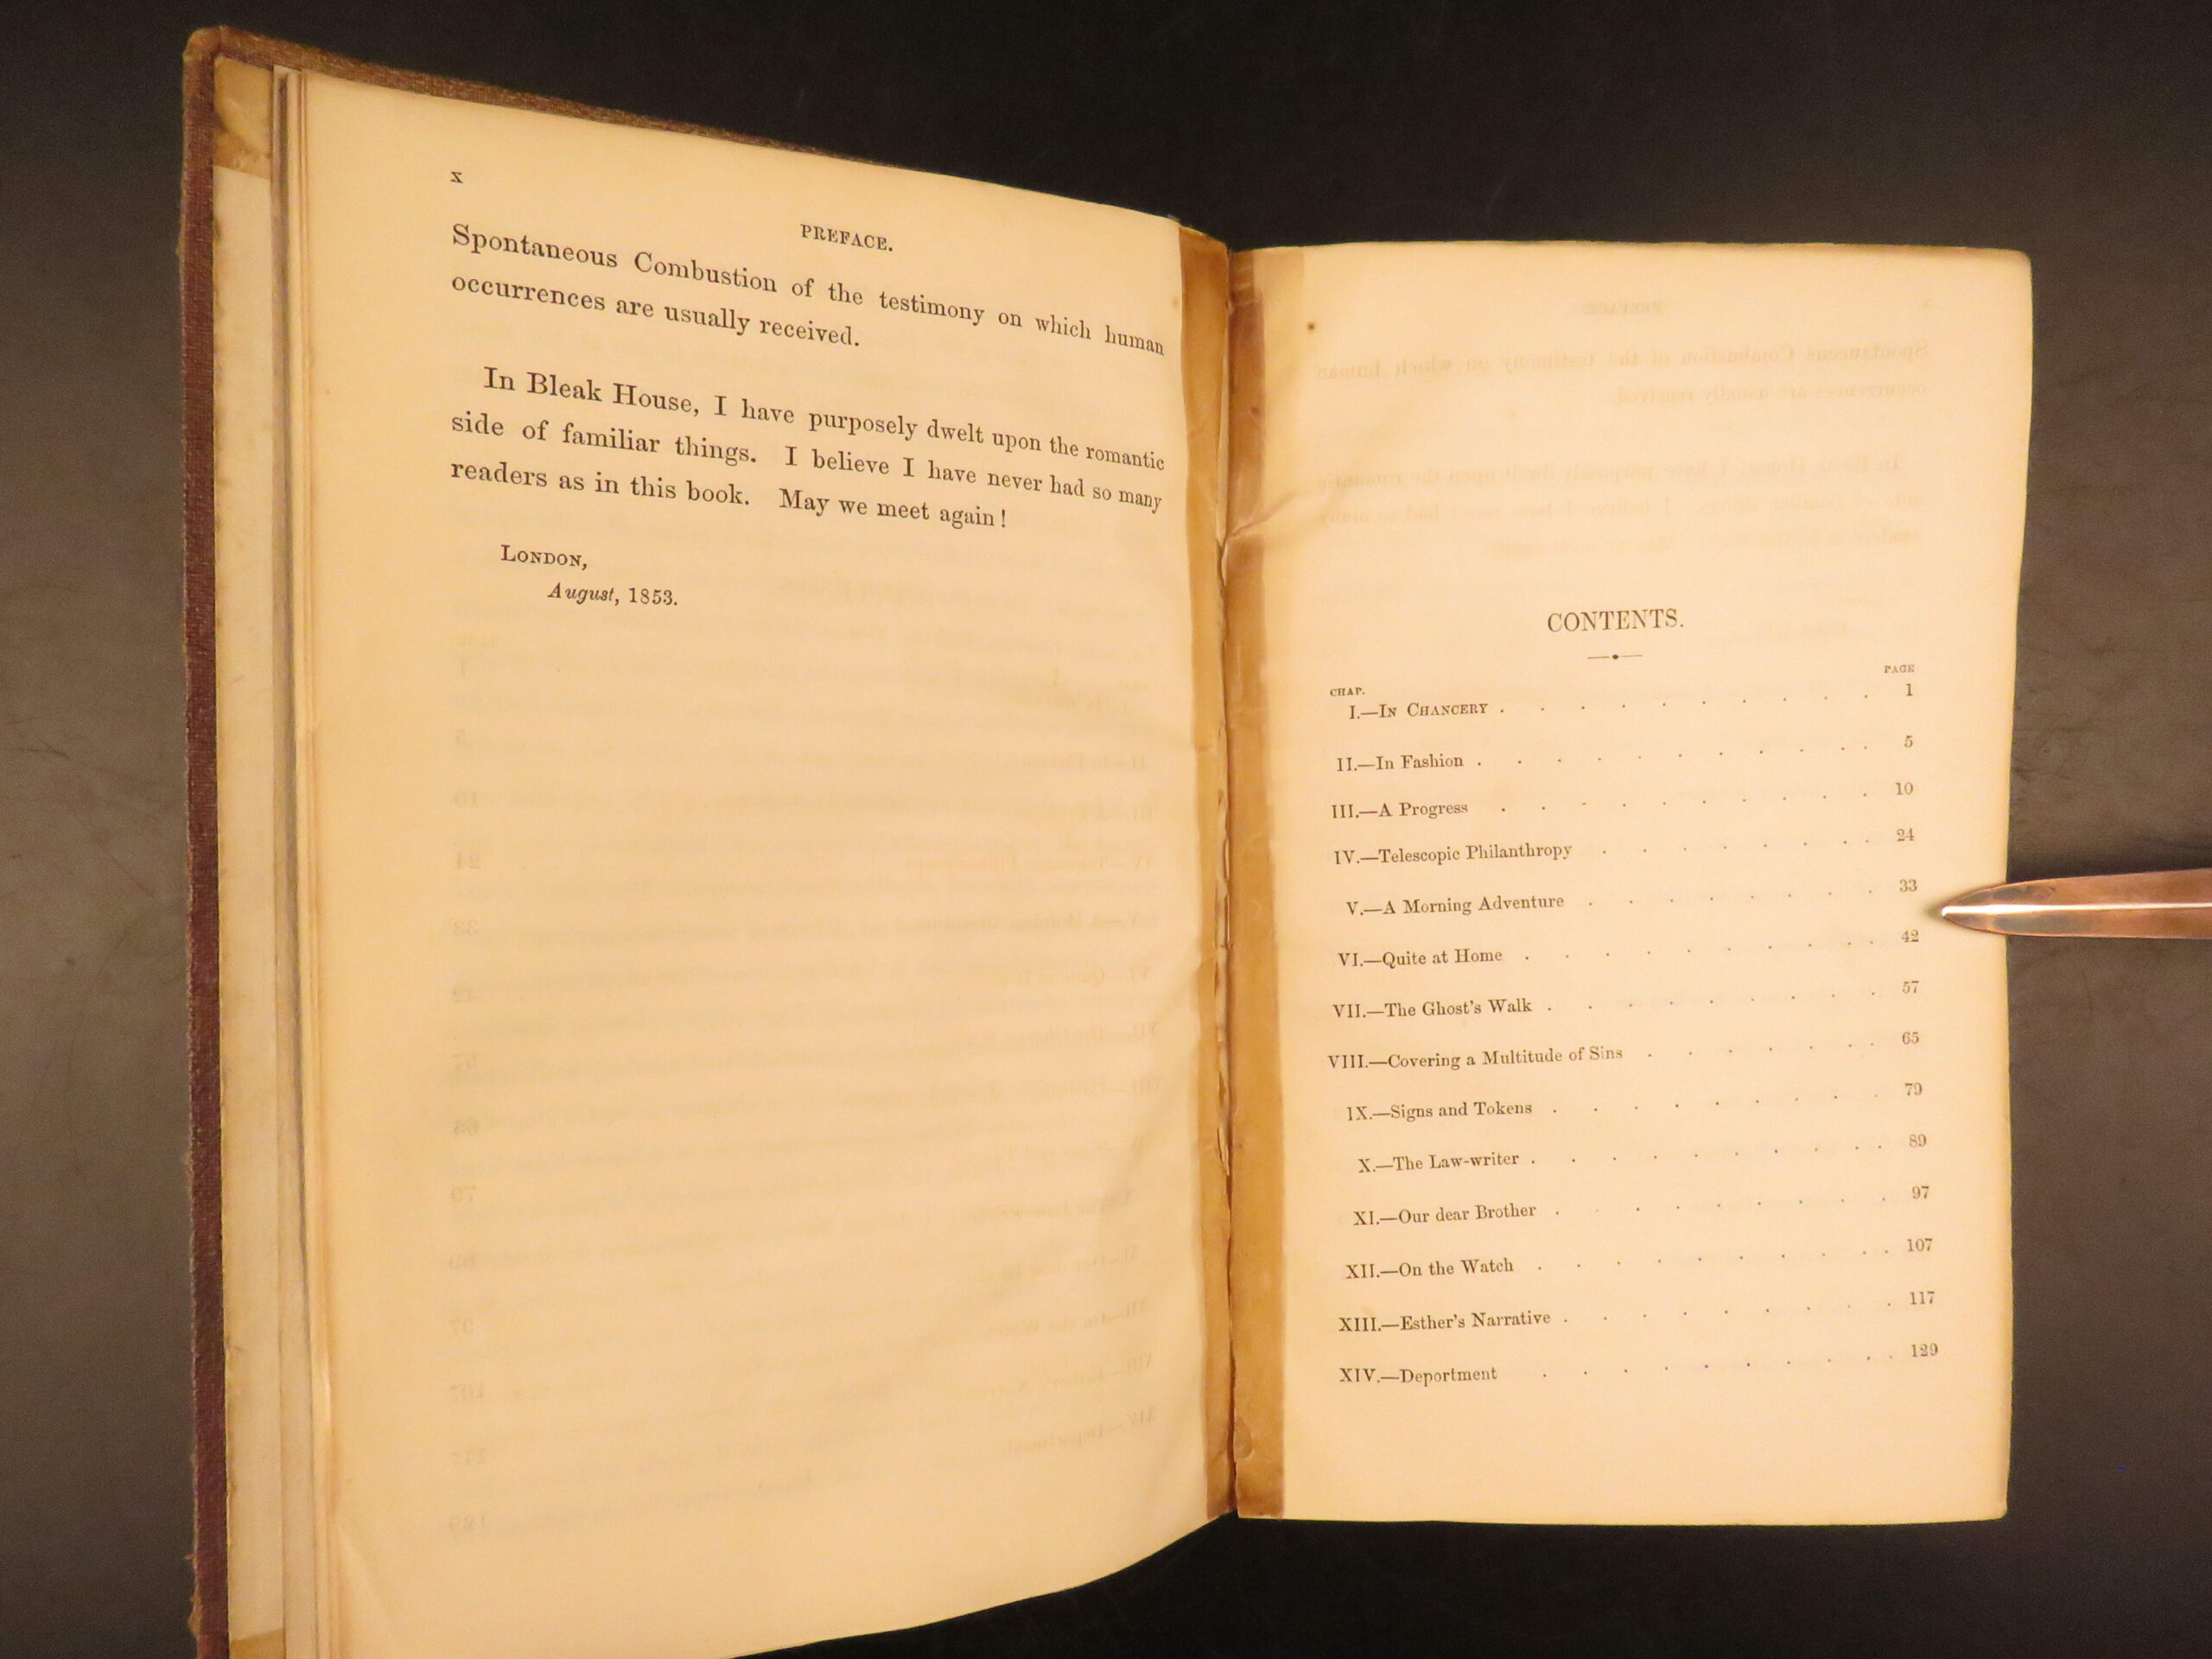 x
PREFACE.
Spontaneous Combustion of the testimony on which human
occurrences are usually received.
In Bleak House, I have purposely dwelt upon the romantic
side of familiar things. I believe I have never had so many
readers as in this book. May we meet again!
LONDON,
August, 1853.
CONTENTS.
CHAP. PAGE
I.—IN CHANCERY . . . . . . . . . . 1
II.—In Fashion . . . . . . . . . . . 5
III.—A Progress . . . . . . . . . . 10
IV.—Telescopic Philanthropy . . . . . . . . 24
V.—A Morning Adventure . . . . . . . . 33
VI.—Quite at Home . . . . . . . . . . 42
VII.—The Ghost's Walk . . . . . . . . . 57
VIII.—Covering a Multitude of Sins . . . . . . . 65
IX.—Signs and Tokens . . . . . . . . . 79
X.—The Law-writer . . . . . . . . . . 89
XI.—Our dear Brother . . . . . . . . . 97
XII.—On the Watch . . . . . . . . . . 107
XIII.—Esther's Narrative . . . . . . . . . 117
XIV.—Deportment . . . . . . . . . . 129